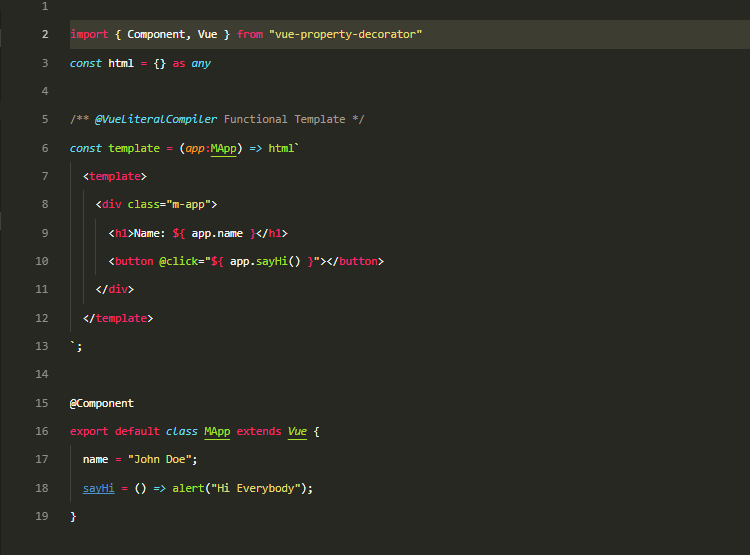 1
2 import { Component, Vue } from "vue-property-decorator"
3 const html = {} as any
4
5 /** @VueLiteralCompiler Functional Template */
6 const template = (app:MApp) => html`
7   <template>
8     <div class="m-app">
9       <h1>Name: ${ app.name }</h1>
10       <button @click="${ app.sayHi() }"></button>
11     </div>
12   </template>
13 `;
14
15 @Component
16 export default class MApp extends Vue {
17   name = "John Doe";
18   sayHi = () => alert("Hi Everybody");
19 }